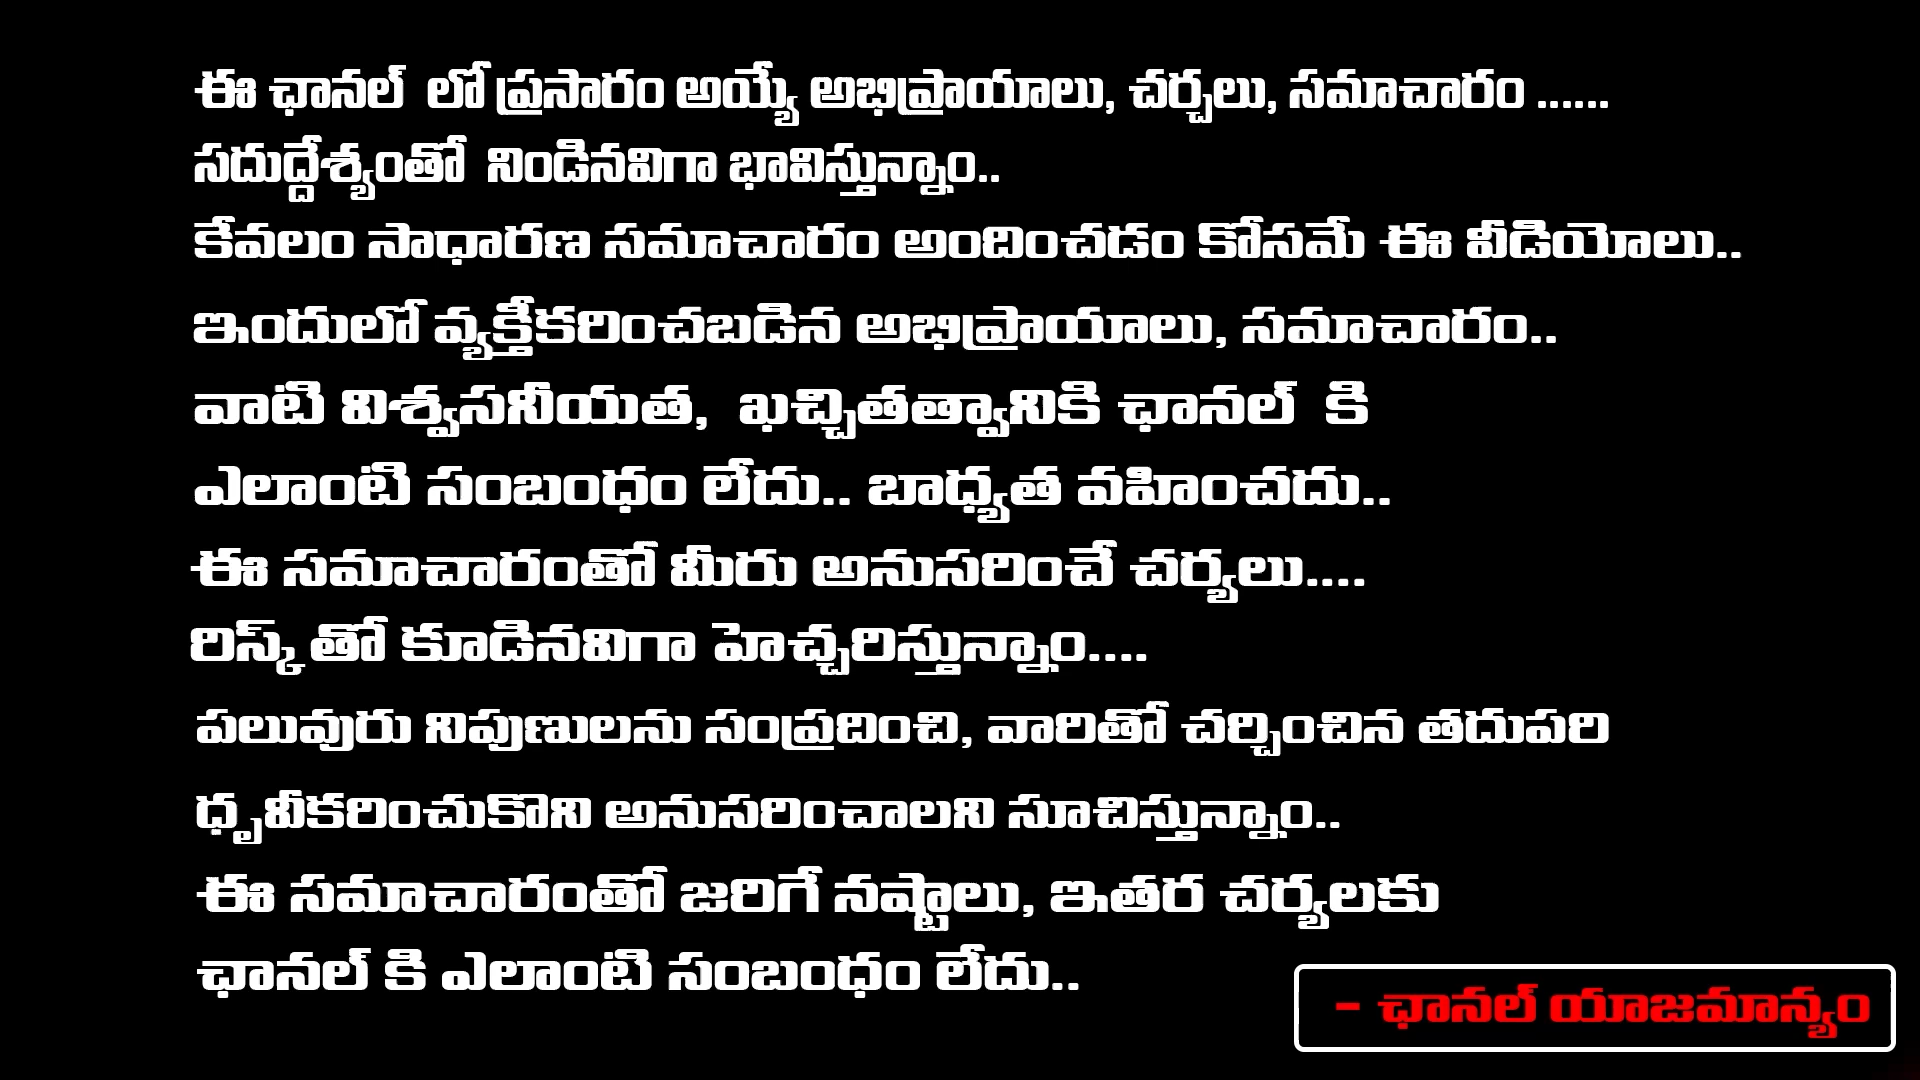 ఈ ఛానల్ లో ప్రసారం అయ్యే అభిప్రాయాలు, చర్చలు, సమాచారం ......
సదుద్దేశ్యంతో నిండినవిగా భావిస్తున్నాం..
కేవలం సాధారణ సమాచారం అందించడం కోసమే ఈ వీడియోలు..
ఇందులో వ్యక్తీకరించబడిన అభిప్రాయాలు, సమాచారం..
వాటి విశ్వసనీయత, ఖచ్చితత్వానికి ఛానల్ కి
ఎలాంటి సంబంధం లేదు.. బాధ్యత వహించదు..
ఈ సమాచారంతో మీరు అనుసరించే చర్యలు....
రిస్క్ తో కూడినవిగా హెచ్చరిస్తున్నాం....
పలువురు నిపుణులను సంప్రదించి, వారితో చర్చించిన తదుపరి
ధృవీకరించుకొని అనుసరించాలని సూచిస్తున్నాం..
ఈ సమాచారంతో జరిగే నష్టాలు, ఇతర చర్యలకు
ఛానల్ కి ఎలాంటి సంబంధం లేదు..
- ఛానల్ యాజమాన్యం